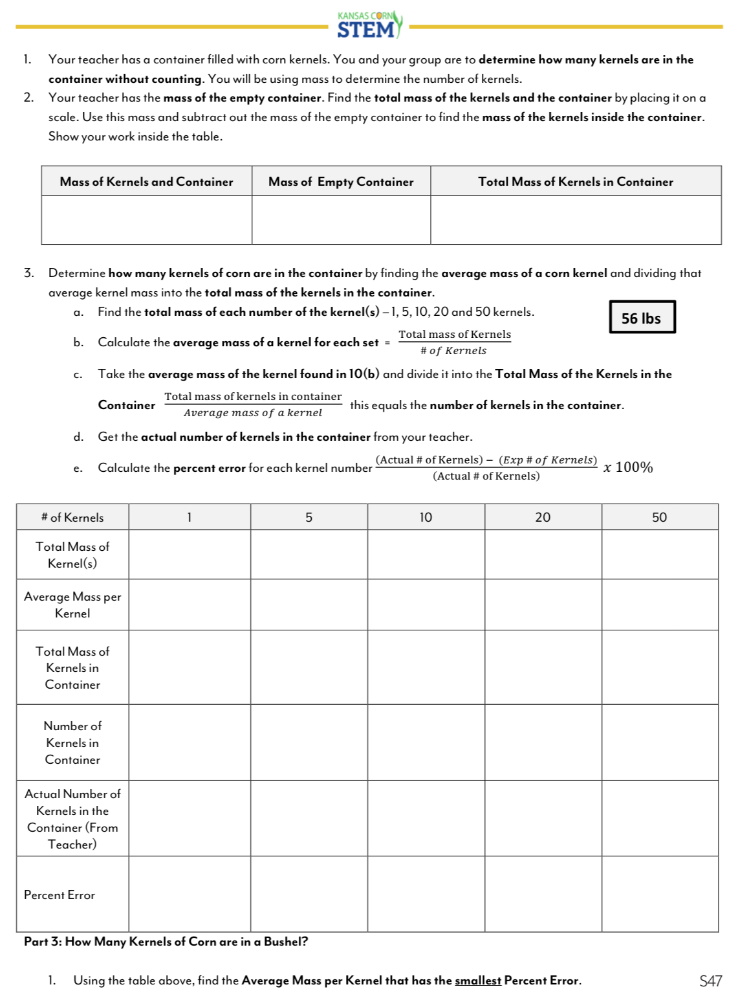 KANSAS CORN
STEM
1. Your teacher has a container filled with corn kernels. You and your group are to determine how many kernels are in the
container without counting. You will be using mass to determine the number of kernels.
2. Your teacher has the mass of the empty container. Find the total mass of the kernels and the container by placing it on a
scale. Use this mass and subtract out the mass of the empty container to find the mass of the kernels inside the container.
Show your work inside the table.
Mass of Kernels and Container Mass of Empty Container Total Mass of Kernels in Container
3. Determine how many kernels of corn are in the container by finding the average mass of a corn kernel and dividing that
average kernel mass into the total mass of the kernels in the container.
a. Find the total mass of each number of the kernel(s) – 1, 5, 10, 20 and 50 kernels.
56 lbs
b. Calculate the average mass of a kernel for each set = Total mass of Kernels
# of Kernels
c. Take the average mass of the kernel found in 10(b) and divide it into the Total Mass of the Kernels in the
Container Total mass of kernels in container
Average mass of a kernel this equals the number of kernels in the container.
d. Get the actual number of kernels in the container from your teacher.
e. Calculate the percent error for each kernel number (Actual # of Kernels) – (Exp # of Kernels)
(Actual # of Kernels) x 100%
# of Kernels 1 5 10 20 50
Total Mass of
Kernel(s)
Average Mass per
Kernel
Total Mass of
Kernels in
Container
Number of
Kernels in
Container
Actual Number of
Kernels in the
Container (From
Teacher)
Percent Error
Part 3: How Many Kernels of Corn are in a Bushel?
1. Using the table above, find the Average Mass per Kernel that has the smallest Percent Error.
S47